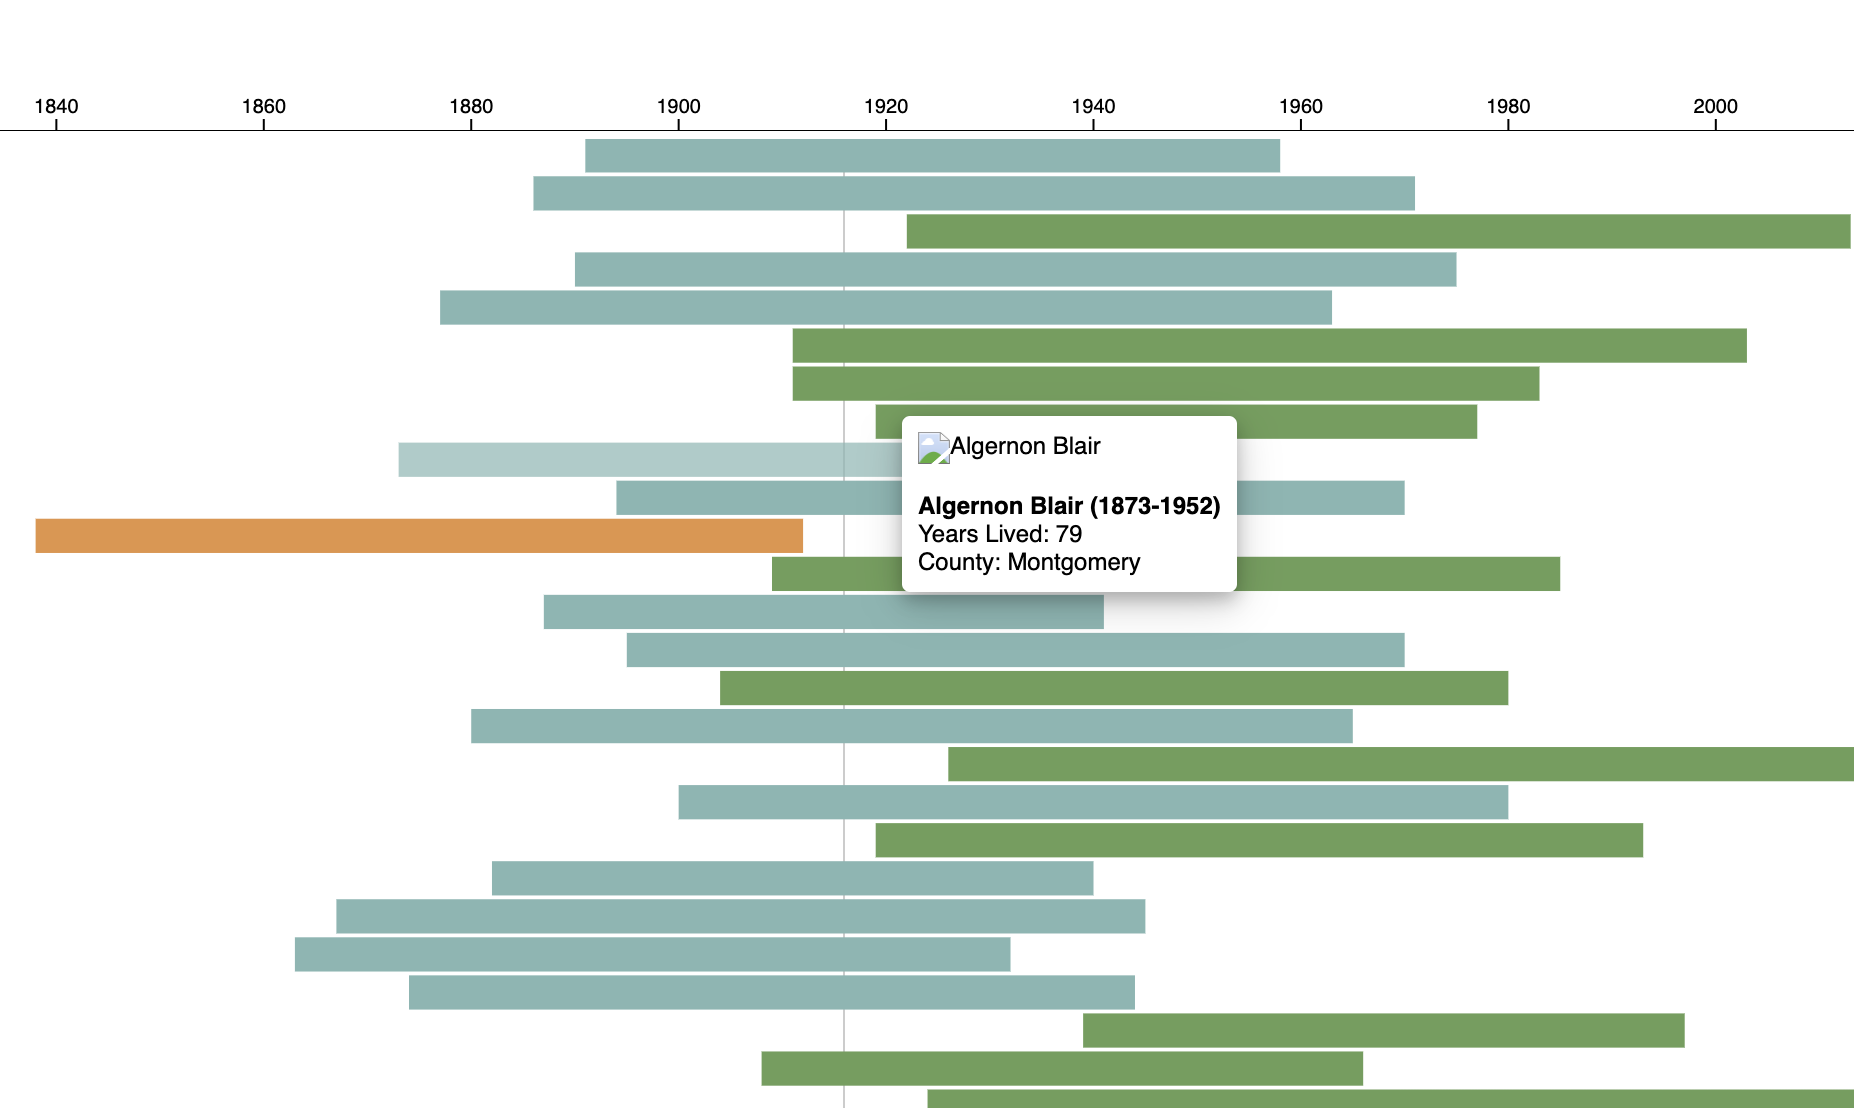 1840 1860 1880 1900 1920 1940 1960 1980 2000
Algernon Blair
Algernon Blair (1873-1952)
Years Lived: 79
County: Montgomery